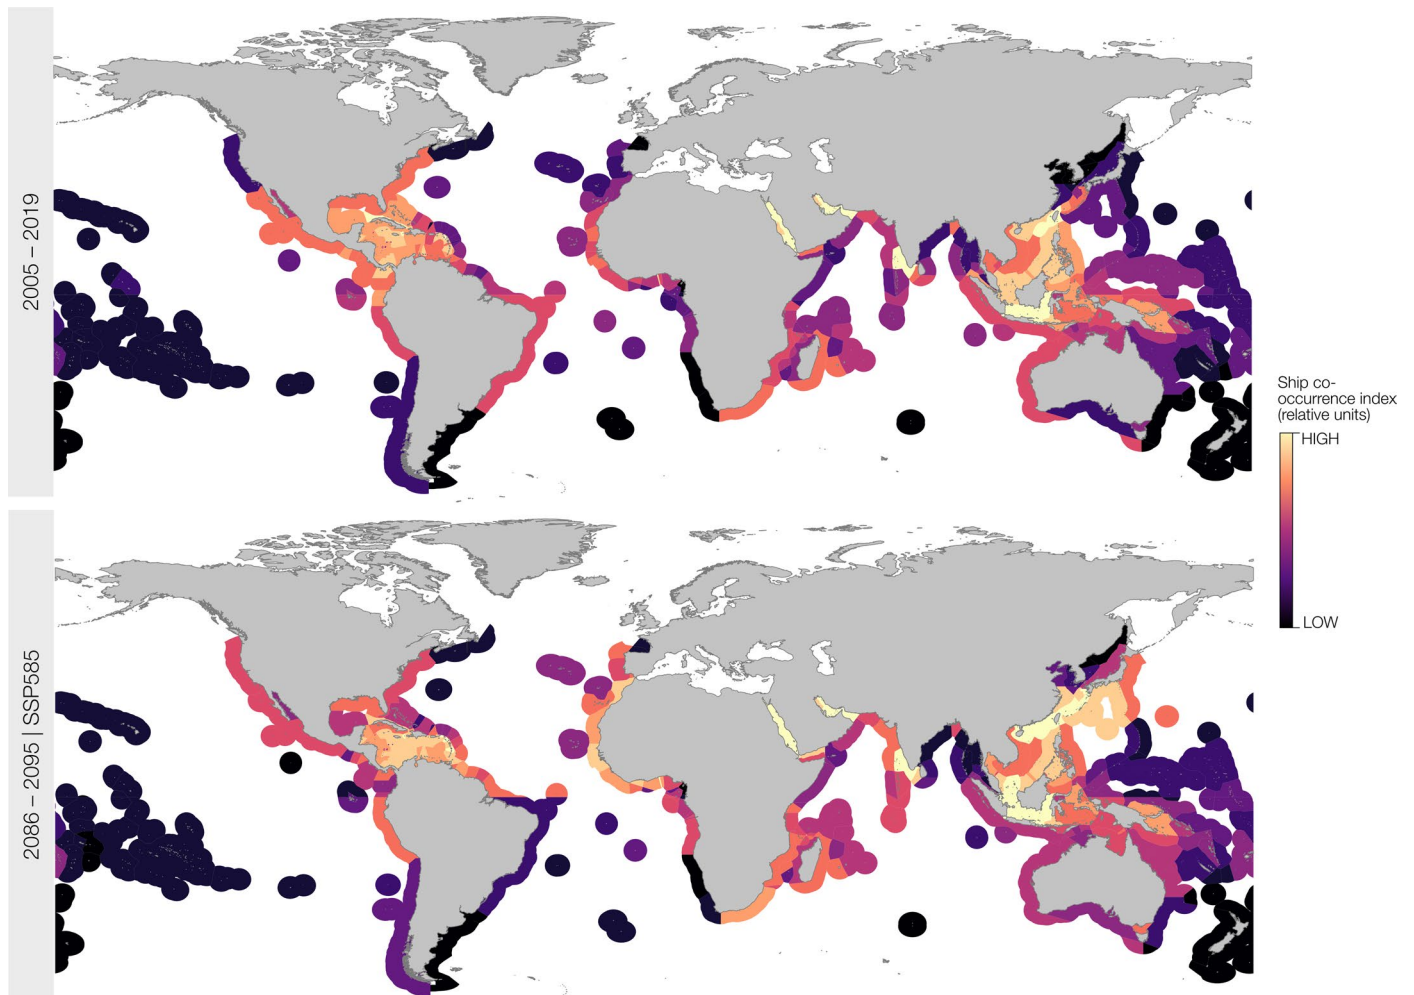 2005 – 2019
Ship co-
occurrence index
(relative units)
HIGH
LOW
2086 – 2095 | SSP585